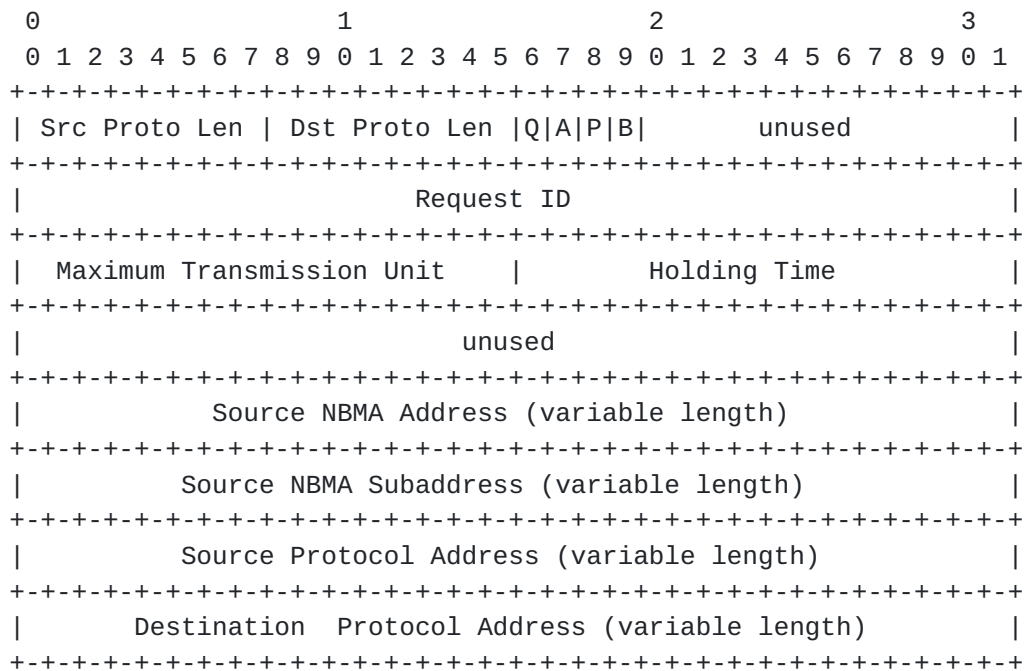 0                   1                   2                   3
 0 1 2 3 4 5 6 7 8 9 0 1 2 3 4 5 6 7 8 9 0 1 2 3 4 5 6 7 8 9 0 1
+-+-+-+-+-+-+-+-+-+-+-+-+-+-+-+-+-+-+-+-+-+-+-+-+-+-+-+-+-+-+-+-+
| Src Proto Len | Dst Proto Len |Q|A|P|B|       unused          |
+-+-+-+-+-+-+-+-+-+-+-+-+-+-+-+-+-+-+-+-+-+-+-+-+-+-+-+-+-+-+-+-+
|                         Request ID                            |
+-+-+-+-+-+-+-+-+-+-+-+-+-+-+-+-+-+-+-+-+-+-+-+-+-+-+-+-+-+-+-+-+
|  Maximum Transmission Unit    |        Holding Time           |
+-+-+-+-+-+-+-+-+-+-+-+-+-+-+-+-+-+-+-+-+-+-+-+-+-+-+-+-+-+-+-+-+
|                            unused                             |
+-+-+-+-+-+-+-+-+-+-+-+-+-+-+-+-+-+-+-+-+-+-+-+-+-+-+-+-+-+-+-+-+
|            Source NBMA Address (variable length)              |
+-+-+-+-+-+-+-+-+-+-+-+-+-+-+-+-+-+-+-+-+-+-+-+-+-+-+-+-+-+-+-+-+
|          Source NBMA Subaddress (variable length)             |
+-+-+-+-+-+-+-+-+-+-+-+-+-+-+-+-+-+-+-+-+-+-+-+-+-+-+-+-+-+-+-+-+
|          Source Protocol Address (variable length)            |
+-+-+-+-+-+-+-+-+-+-+-+-+-+-+-+-+-+-+-+-+-+-+-+-+-+-+-+-+-+-+-+-+
|       Destination  Protocol Address (variable length)         |
+-+-+-+-+-+-+-+-+-+-+-+-+-+-+-+-+-+-+-+-+-+-+-+-+-+-+-+-+-+-+-+-+